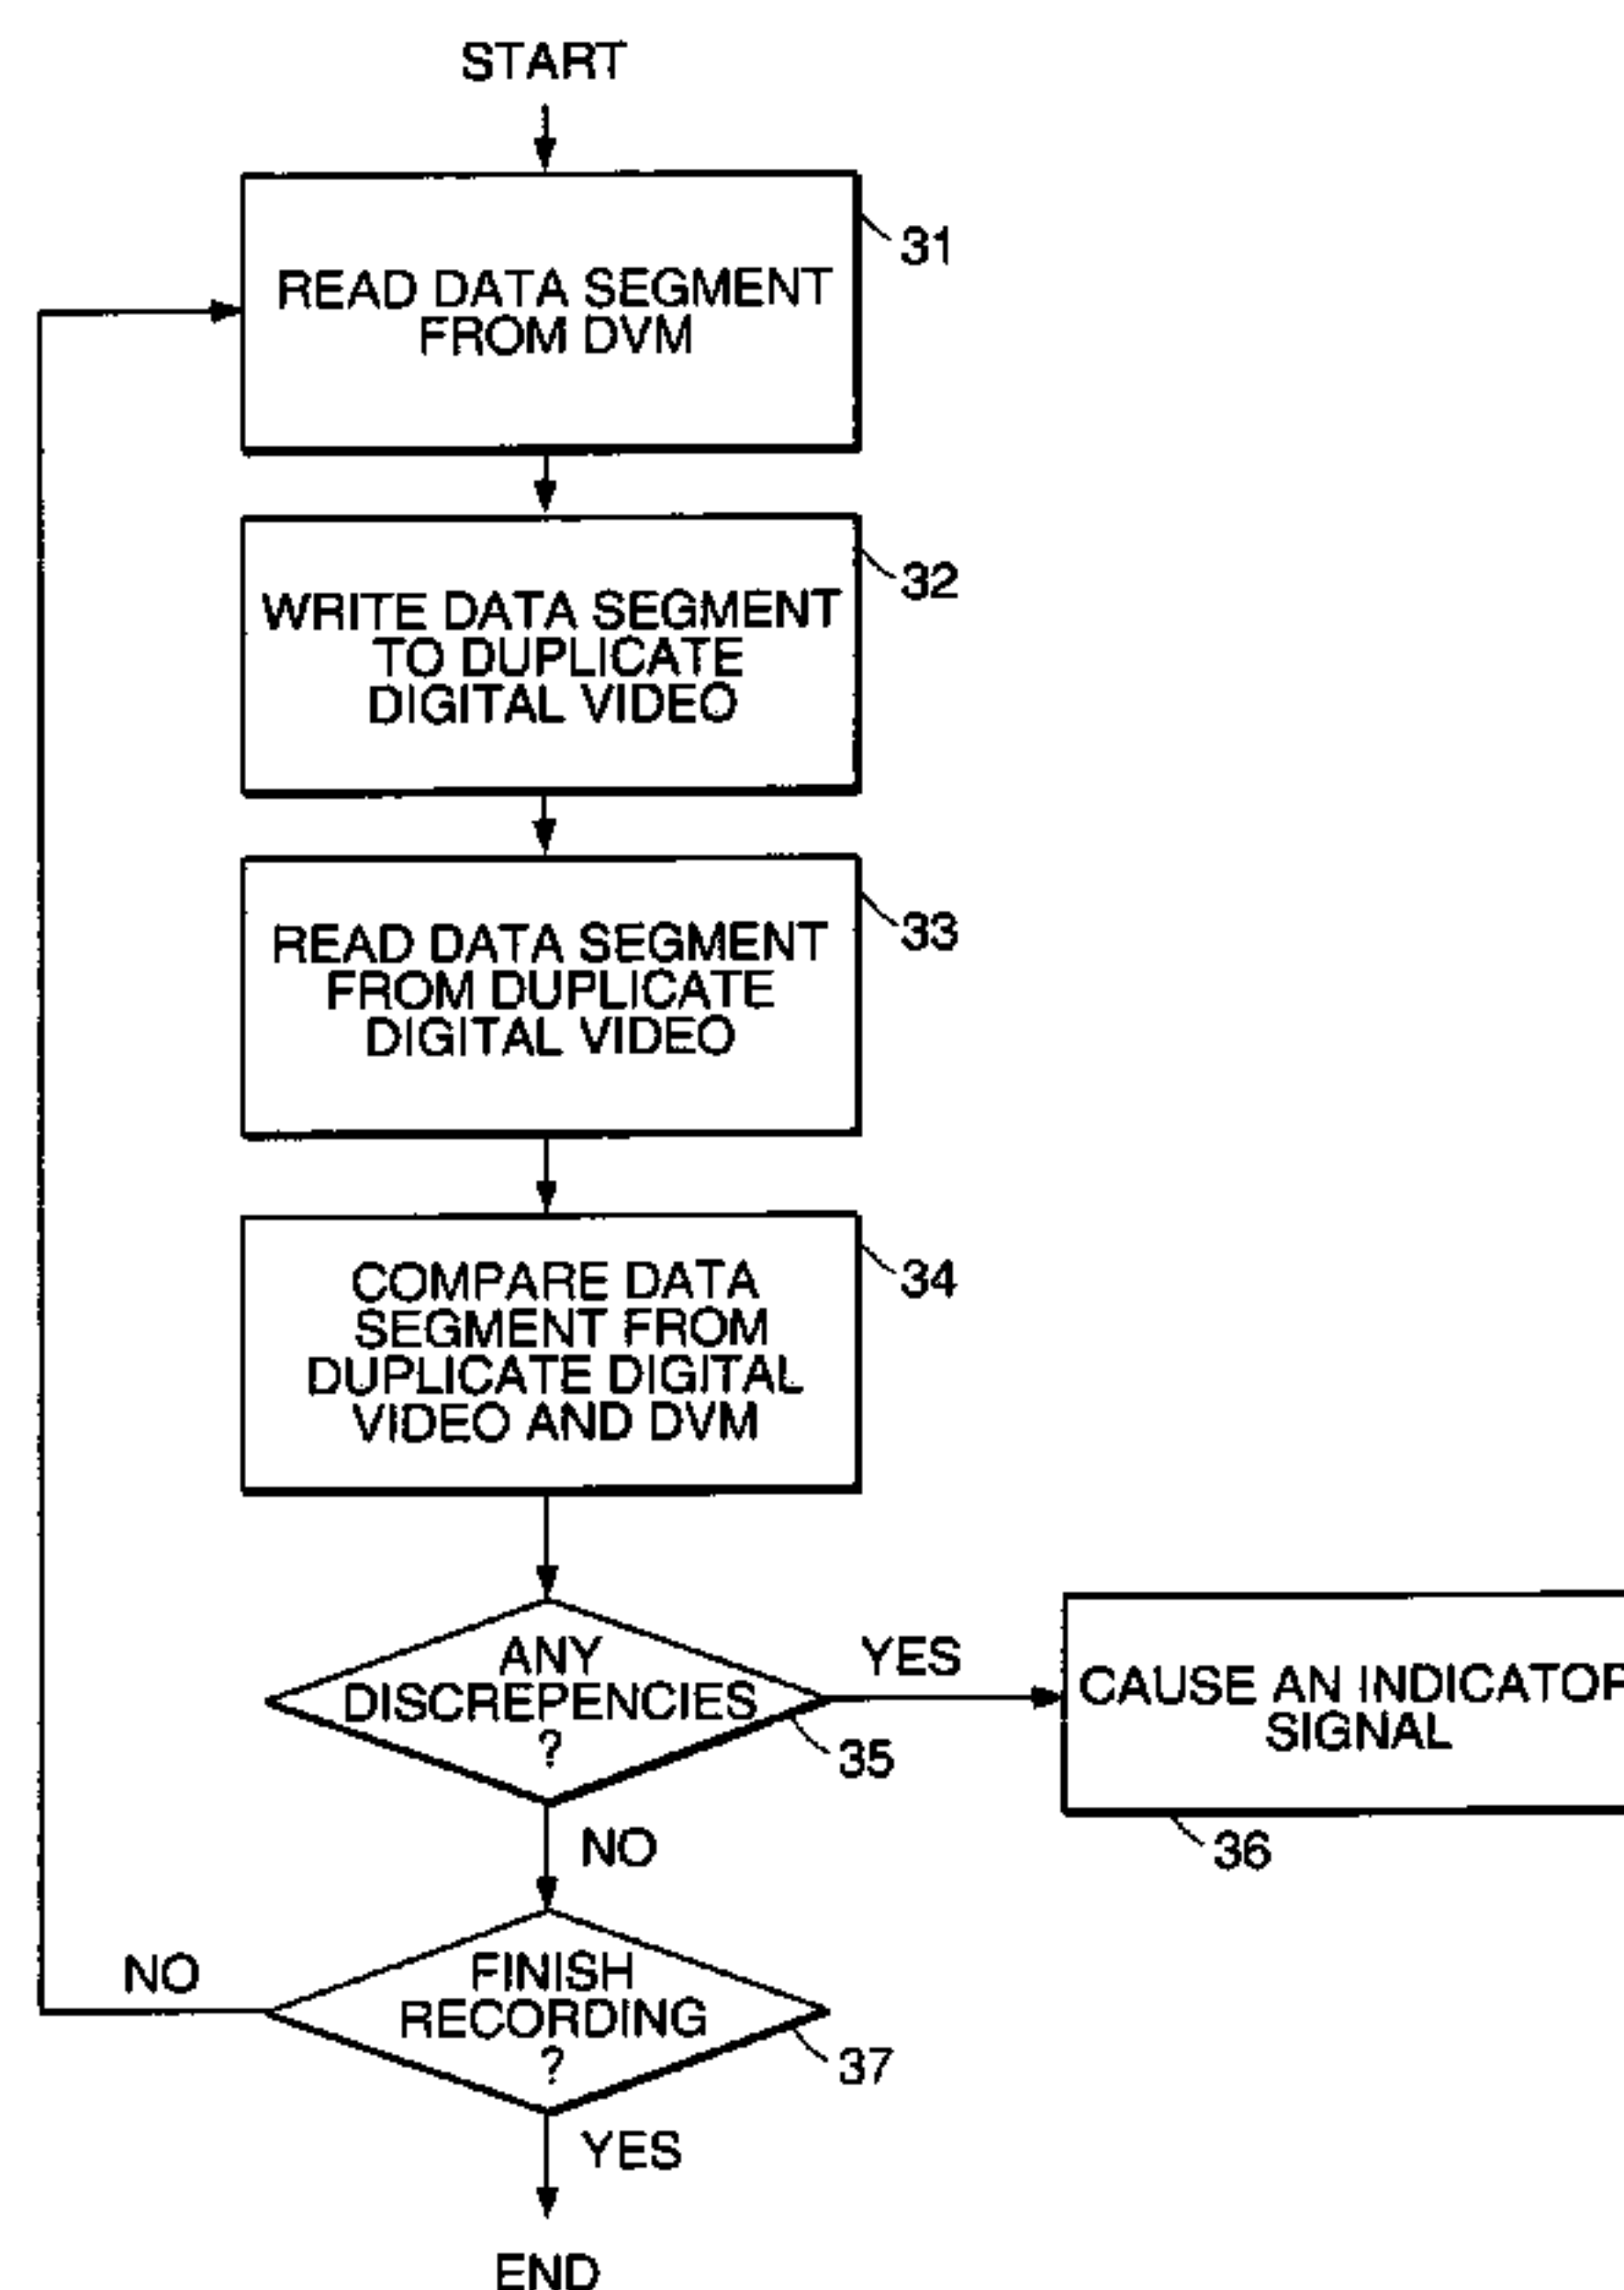 START
31
READ DATA SEGMENT
FROM DVM
32
WRITE DATA SEGMENT
TO DUPLICATE
DIGITAL VIDEO
33
READ DATA SEGMENT
FROM DUPLICATE
DIGITAL VIDEO
34
COMPARE DATA
SEGMENT FROM
DUPLICATE DIGITAL
VIDEO AND DVM
ANY
DISCREPENCIES
?
YES
35
CAUSE AN INDICATOR
SIGNAL
36
NO
FINISH
RECORDING
?
NO
37
YES
END